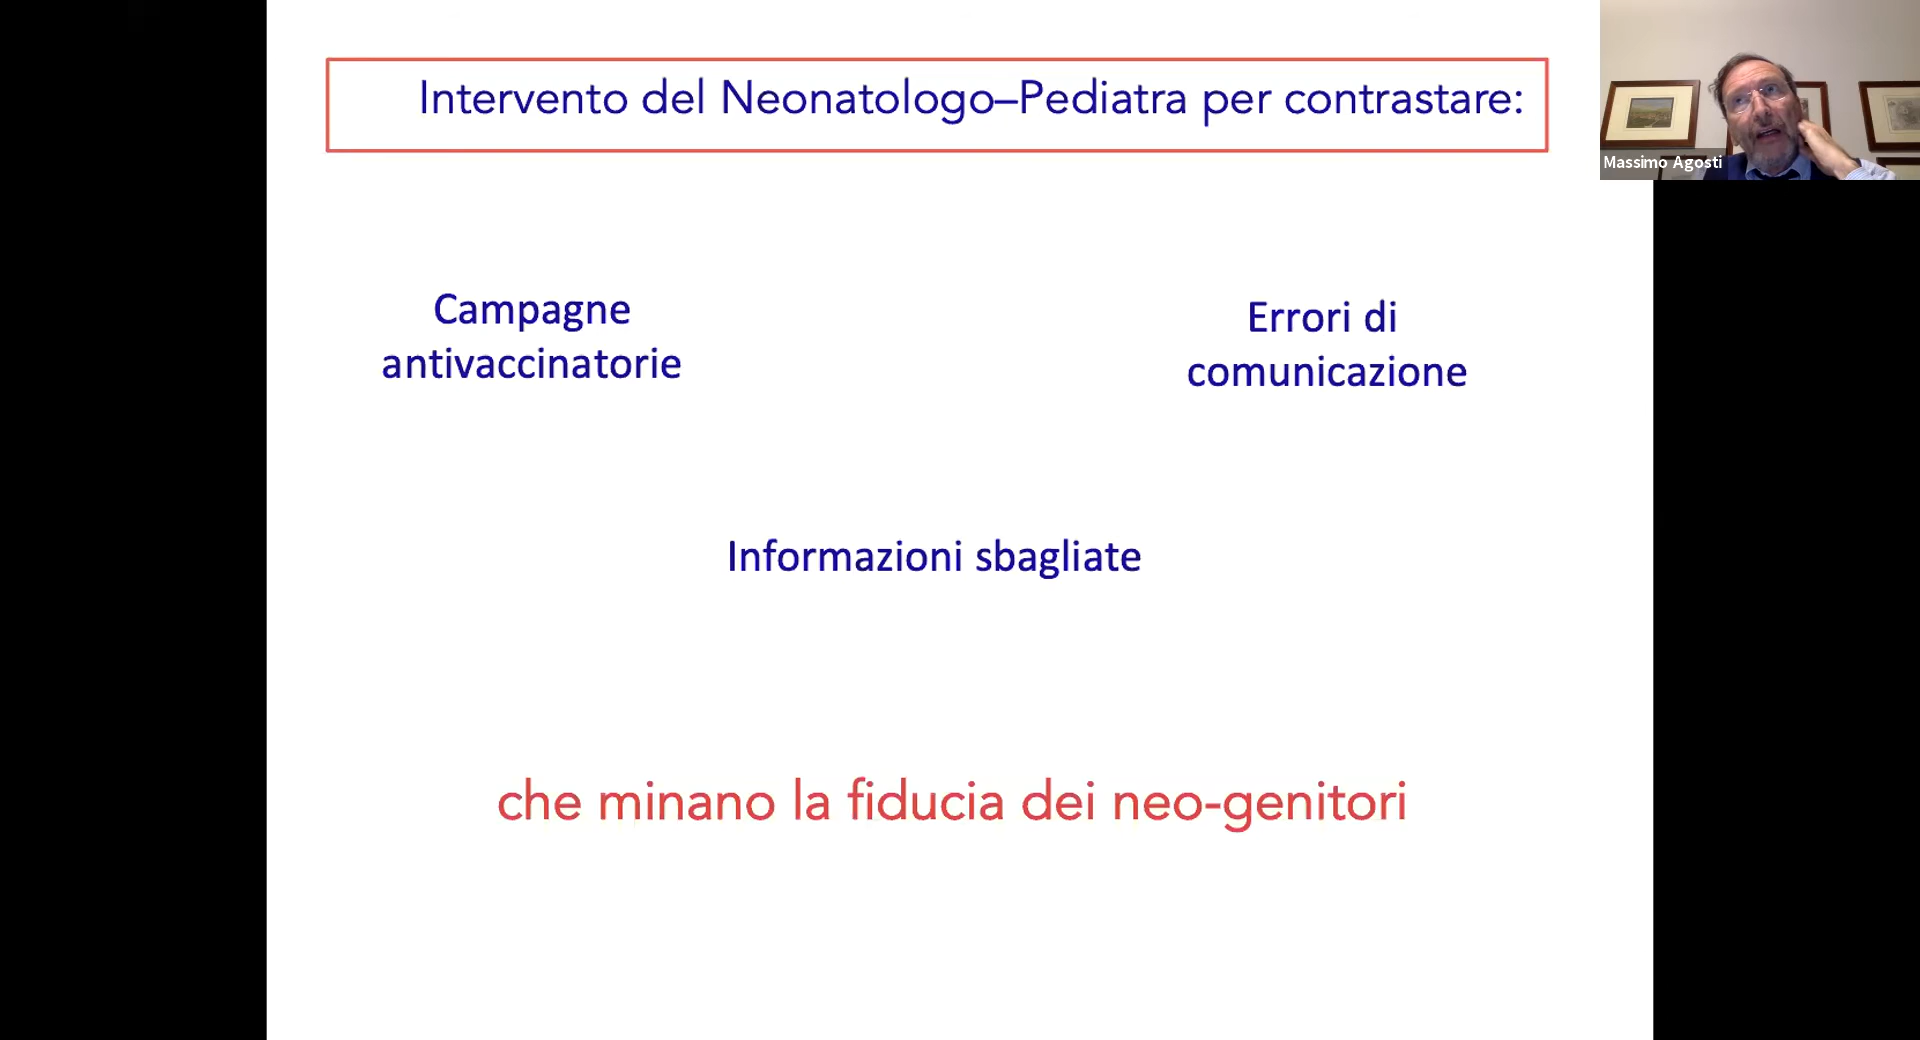 Intervento del Neonatologo–Pediatra per contrastare:
Massimo Agosti
Campagne
antivaccinatorie
Errori di
comunicazione
Informazioni sbagliate
che minano la fiducia dei neo-genitori